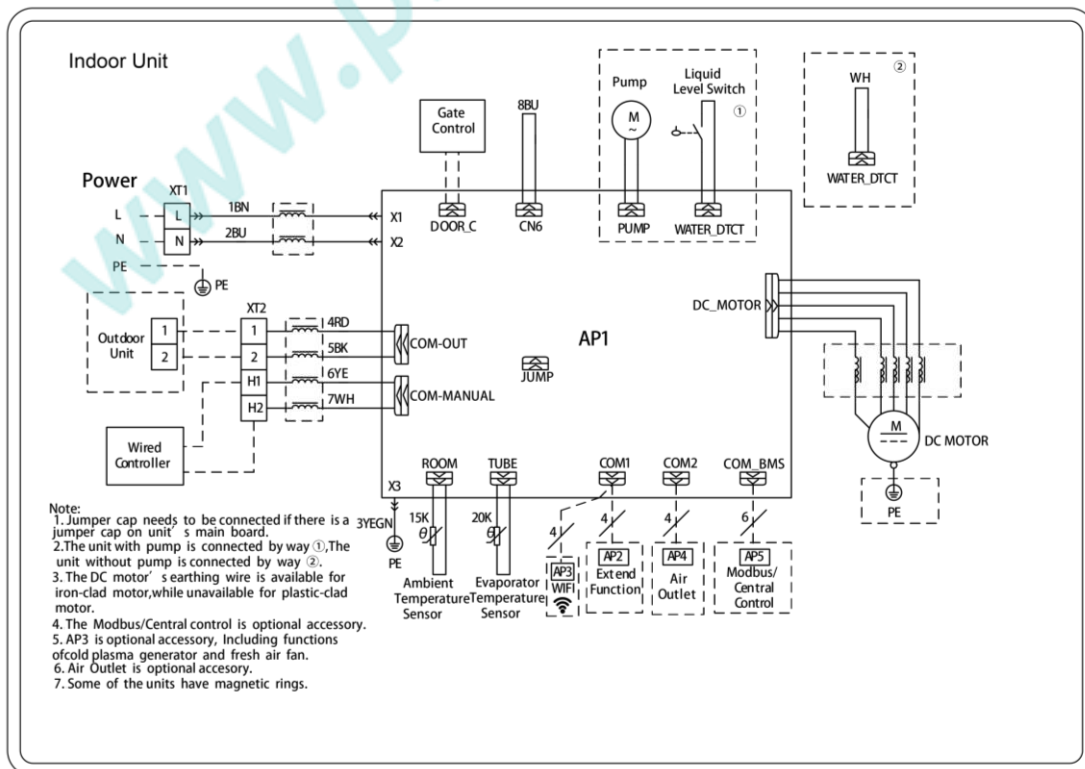 www.p
Indoor Unit
Pump
Liquid
Level Switch
①
WH
②
WATER_DTCT
Gate
Control
8BU
M
~
DOOR_C
CN6
PUMP
WATER_DTCT
Power
XT1
L
L
1BN
X1
N
N
2BU
X2
PE
PE
DC_MOTOR
AP1
JUMP
Outdoor
Unit
1
2
XT2
1
4RD
2
5BK
COM-OUT
H1
6YE
H2
7WH
COM-MANUAL
Wired
Controller
M
DC MOTOR
PE
X3
ROOM
TUBE
COM1
COM2
COM_BMS
3YEGN
PE
15K
θ
20K
θ
4
4
4
6
Ambient
Temperature
Sensor
Evaporator
Temperature
Sensor
AP3
WIFI
AP2
Extend
Function
AP4
Air
Outlet
AP5
Modbus/
Central
Control
Note:
1. Jumper cap needs to be connected if there is a
jumper cap on unit' s main board.
2.The unit with pump is connected by way ①,The
unit without pump is connected by way ②.
3. The DC motor' s earthing wire is available for
iron-clad motor,while unavailable for plastic-clad
motor.
4. The Modbus/Central control is optional accessory.
5. AP3 is optional accessory, Including functions
ofcold plasma generator and fresh air fan.
6. Air Outlet is optional accesory.
7. Some of the units have magnetic rings.